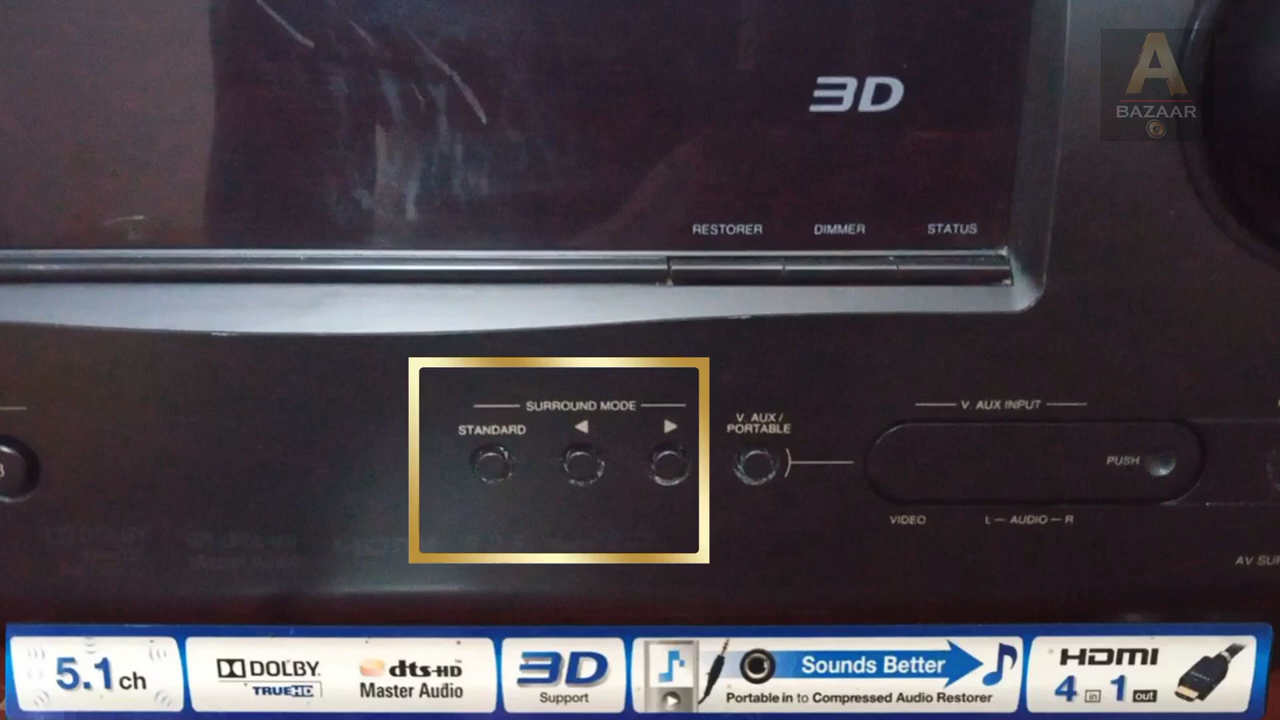 3D
A
BAZAAR
RESTORER DIMMER STATUS
SURROUND MODE
STANDARD
V. AUX /
PORTABLE
V. AUX INPUT
PUSH
VIDEO L — AUDIO — R
5.1 ch
DOLBY
TRUEHD
dts-HD
Master Audio
3D
Support
Sounds Better
Portable in to Compressed Audio Restorer
HDMI
4 in 1 out